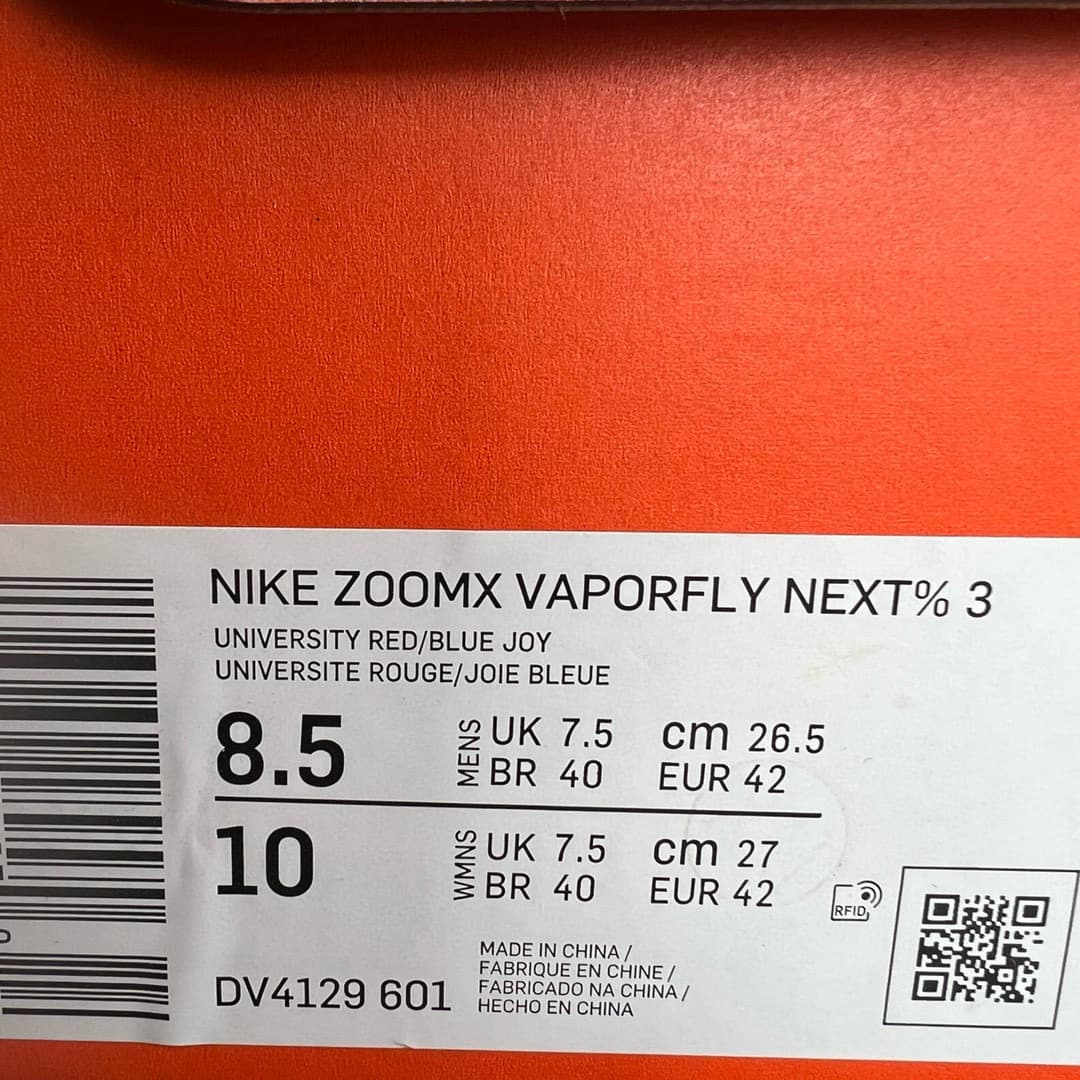 NIKE ZOOMX VAPORFLY NEXT% 3
UNIVERSITY RED/BLUE JOY
UNIVERSITE ROUGE/JOIE BLEUE
8.5 MENS UK 7.5 cm 26.5
BR 40 EUR 42
10 WMNS UK 7.5 cm 27
BR 40 EUR 42
RFID
DV4129 601
MADE IN CHINA /
FABRIQUE EN CHINE /
FABRICADO NA CHINA /
HECHO EN CHINA